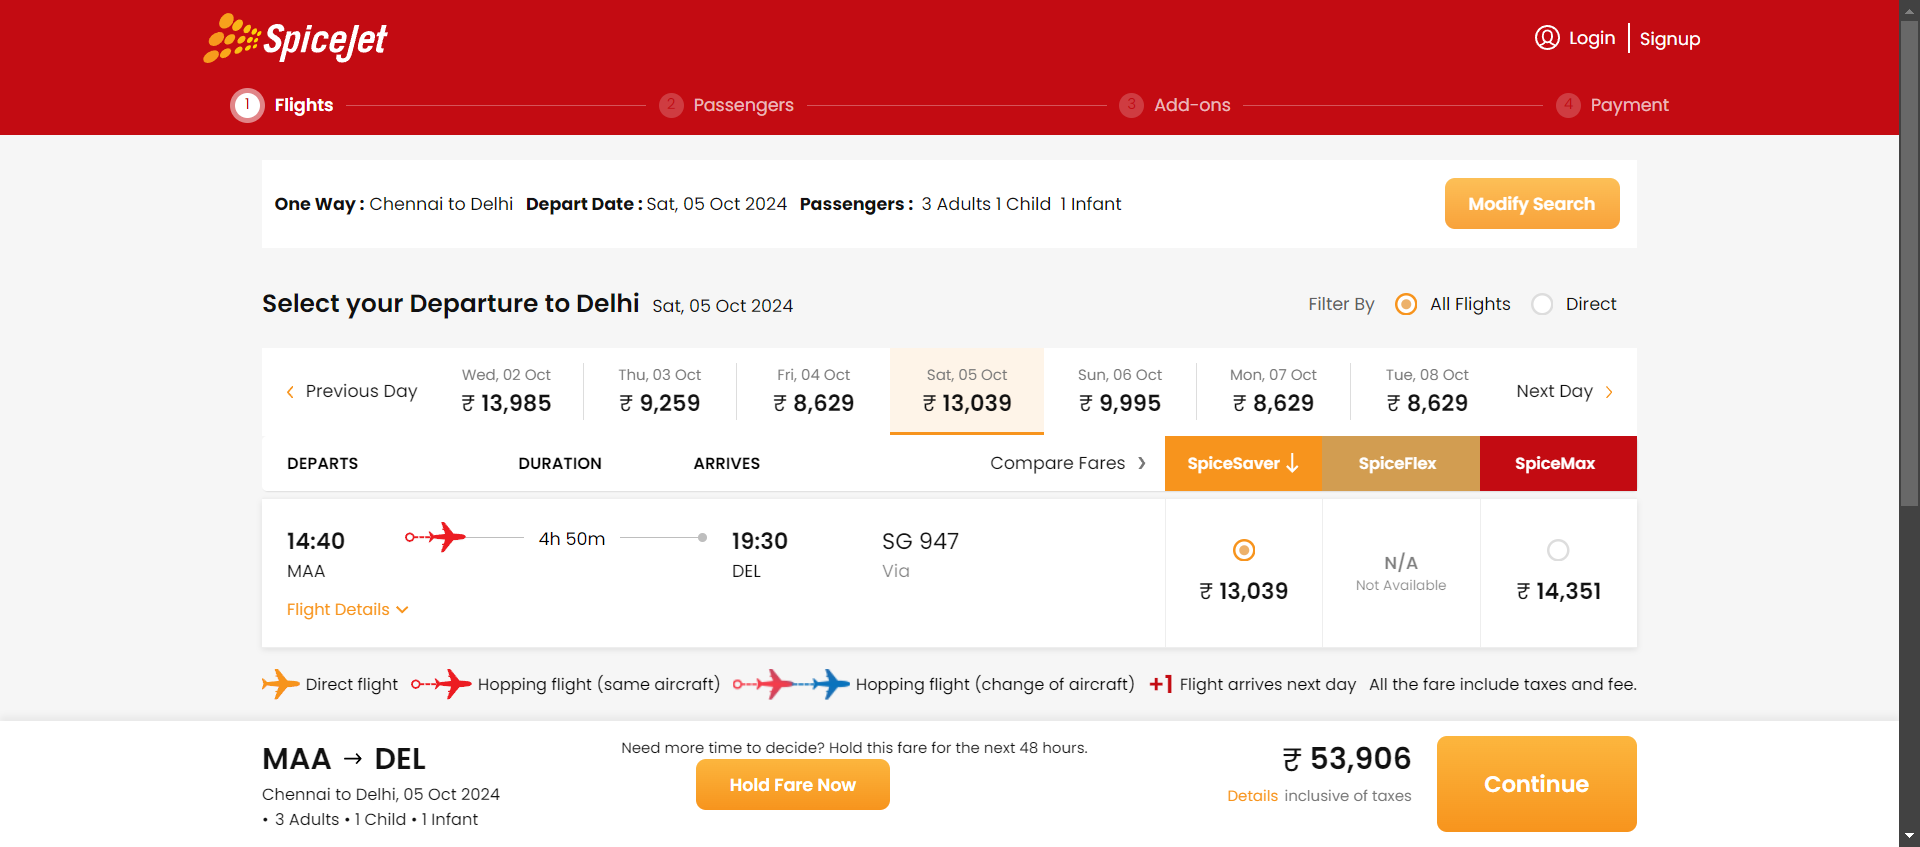 SpiceJet
Login Signup
1 Flights 2 Passengers 3 Add-ons 4 Payment
One Way : Chennai to Delhi Depart Date : Sat, 05 Oct 2024 Passengers : 3 Adults 1 Child 1 Infant
Modify Search
Select your Departure to Delhi Sat, 05 Oct 2024
Filter By All Flights Direct
Previous Day
Wed, 02 Oct
₹ 13,985
Thu, 03 Oct
₹ 9,259
Fri, 04 Oct
₹ 8,629
Sat, 05 Oct
₹ 13,039
Sun, 06 Oct
₹ 9,995
Mon, 07 Oct
₹ 8,629
Tue, 08 Oct
₹ 8,629
Next Day
DEPARTS DURATION ARRIVES Compare Fares SpiceSaver SpiceFlex SpiceMax
14:40 4h 50m 19:30 SG 947
MAA DEL Via
Flight Details
₹ 13,039
N/A
Not Available
₹ 14,351
Direct flight Hopping flight (same aircraft) Hopping flight (change of aircraft) +1 Flight arrives next day All the fare include taxes and fee.
MAA → DEL
Chennai to Delhi, 05 Oct 2024
• 3 Adults • 1 Child • 1 Infant
Need more time to decide? Hold this fare for the next 48 hours.
Hold Fare Now
₹ 53,906
Details inclusive of taxes
Continue